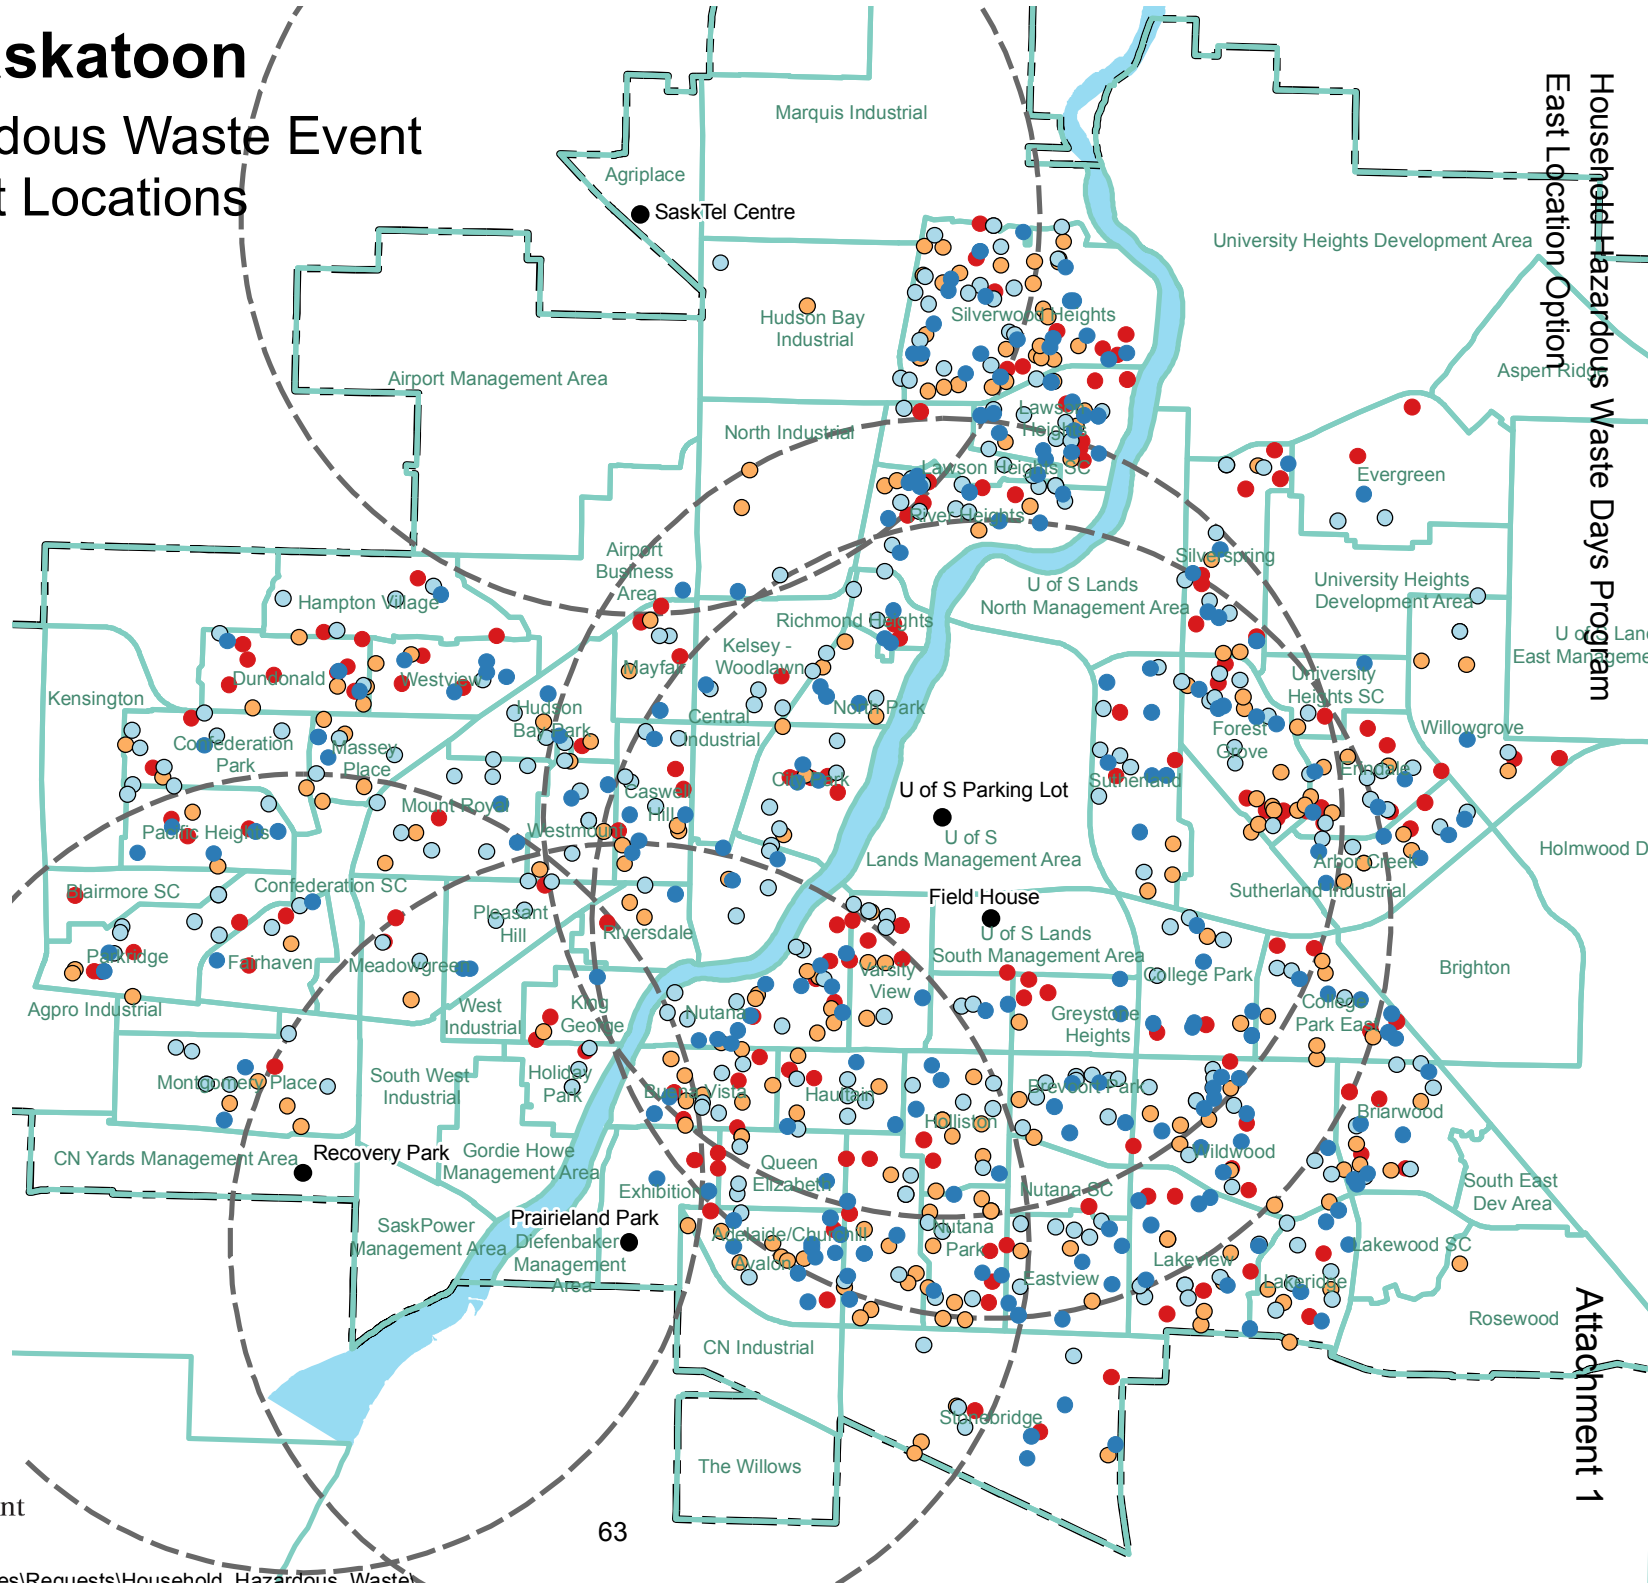 skatoon
dous Waste Event
t Locations
Household Hazardous Waste Days Program
East Location Option
Marquis Industrial
Agriplace
SaskTel Centre
University Heights Development Area
Hudson Bay
Industrial
Silverwood Heights
Airport Management Area
Aspen Ridge
North Industrial
Lawson
Heights
Lawson Heights SC
Evergreen
River Heights
Airport
Business
Area
Silverspring
U of S Lands
North Management Area
University Heights
Development Area
Hampton Village
Richmond Heights
U of S Lan
East Manageme
Kelsey -
Woodlawn
Mayfair
Dundonald
Westview
Kensington
University
Heights SC
Hudson
Bay Park
Central
Industrial
North Park
Forest
Grove
Willowgrove
Confederation
Park
Massey
Place
Erindale
Sutherland
City Park
Caswell
Hill
U of S Parking Lot
Mount Royal
Westmount
Pacific Heights
U of S
Lands Management Area
Arbor Creek
Holmwood D
Blairmore SC
Confederation SC
Sutherland Industrial
Field House
Pleasant
Hill
Riversdale
U of S Lands
South Management Area
Parkridge
Fairhaven
Meadowgreen
Varsity
View
College Park
Brighton
Agpro Industrial
West
Industrial
King
George
Nutana
Greystone
Heights
College
Park East
Montgomery Place
South West
Industrial
Holiday
Park
Buena Vista
Haultain
Brevoort Park
Holliston
Briarwood
CN Yards Management Area
Recovery Park
Gordie Howe
Management Area
Queen
Elizabeth
Wildwood
Exhibition
Nutana SC
South East
Dev Area
SaskPower
Management Area
Prairieland Park
Diefenbaker
Management
Area
Adelaide/Churchill
Avalon
Nutana
Park
Lakeview
Lakewood SC
Eastview
Lakeridge
Rosewood
CN Industrial
Stonebridge
The Willows
Attachment 1
nt
63
es\Requests\Household_Hazardous_Waste\